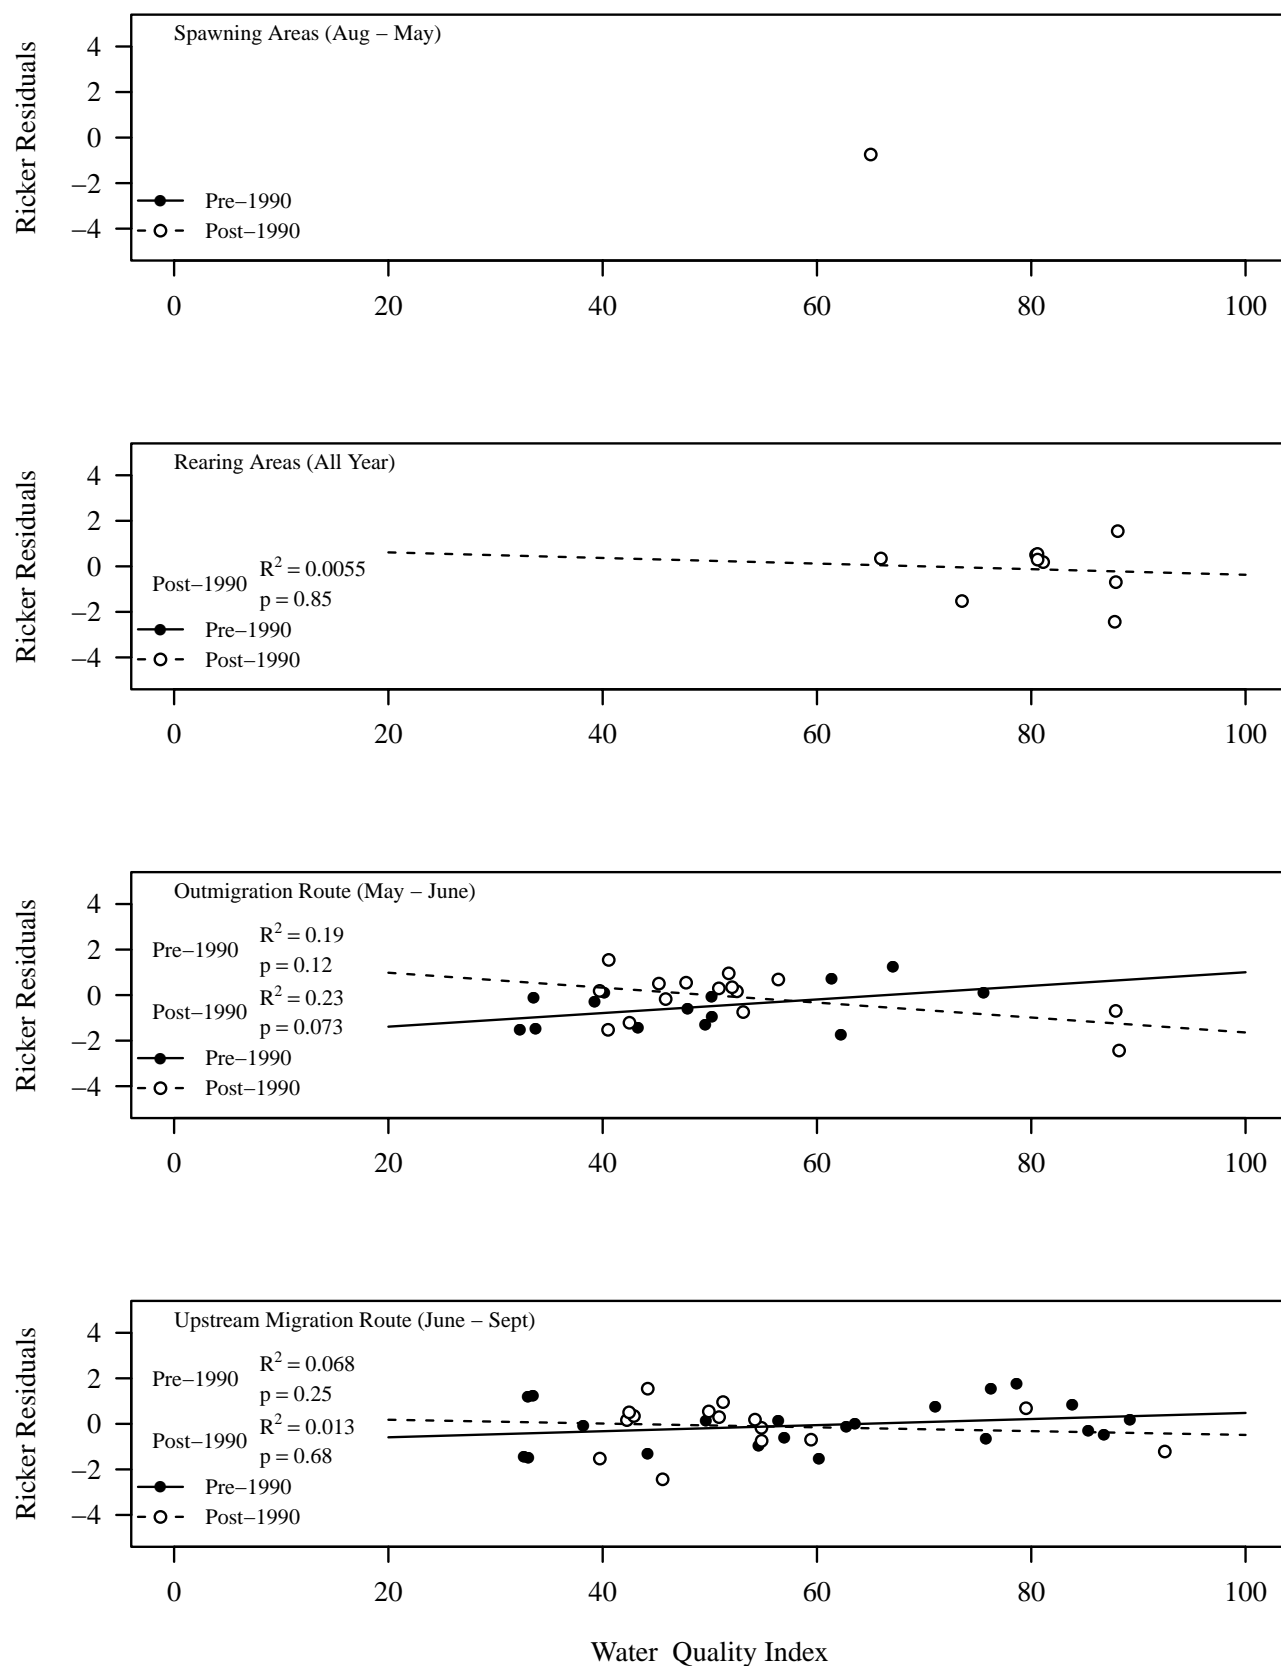 Spawning Areas (Aug – May)
Ricker Residuals
4
2
0
−2
−4
Pre−1990
Post−1990
0 20 40 60 80 100
Rearing Areas (All Year)
Ricker Residuals
4
2
0
−2
−4
Post−1990 R² = 0.0055
p = 0.85
Pre−1990
Post−1990
0 20 40 60 80 100
Outmigration Route (May – June)
Ricker Residuals
4
2
0
−2
−4
Pre−1990 R² = 0.19
p = 0.12
Post−1990 R² = 0.23
p = 0.073
Pre−1990
Post−1990
0 20 40 60 80 100
Upstream Migration Route (June – Sept)
Ricker Residuals
4
2
0
−2
−4
Pre−1990 R² = 0.068
p = 0.25
Post−1990 R² = 0.013
p = 0.68
Pre−1990
Post−1990
0 20 40 60 80 100
Water Quality Index